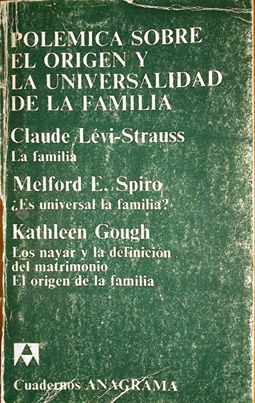 POLEMICA SOBRE
EL ORIGEN Y
LA UNIVERSALIDAD
DE LA FAMILIA
Claude Lévi-Strauss
La familia
Melford E. Spiro
¿Es universal la familia?
Kathleen Gough
Los nayar y la definición
del matrimonio
El origen de la familia
Cuadernos ANAGRAMA